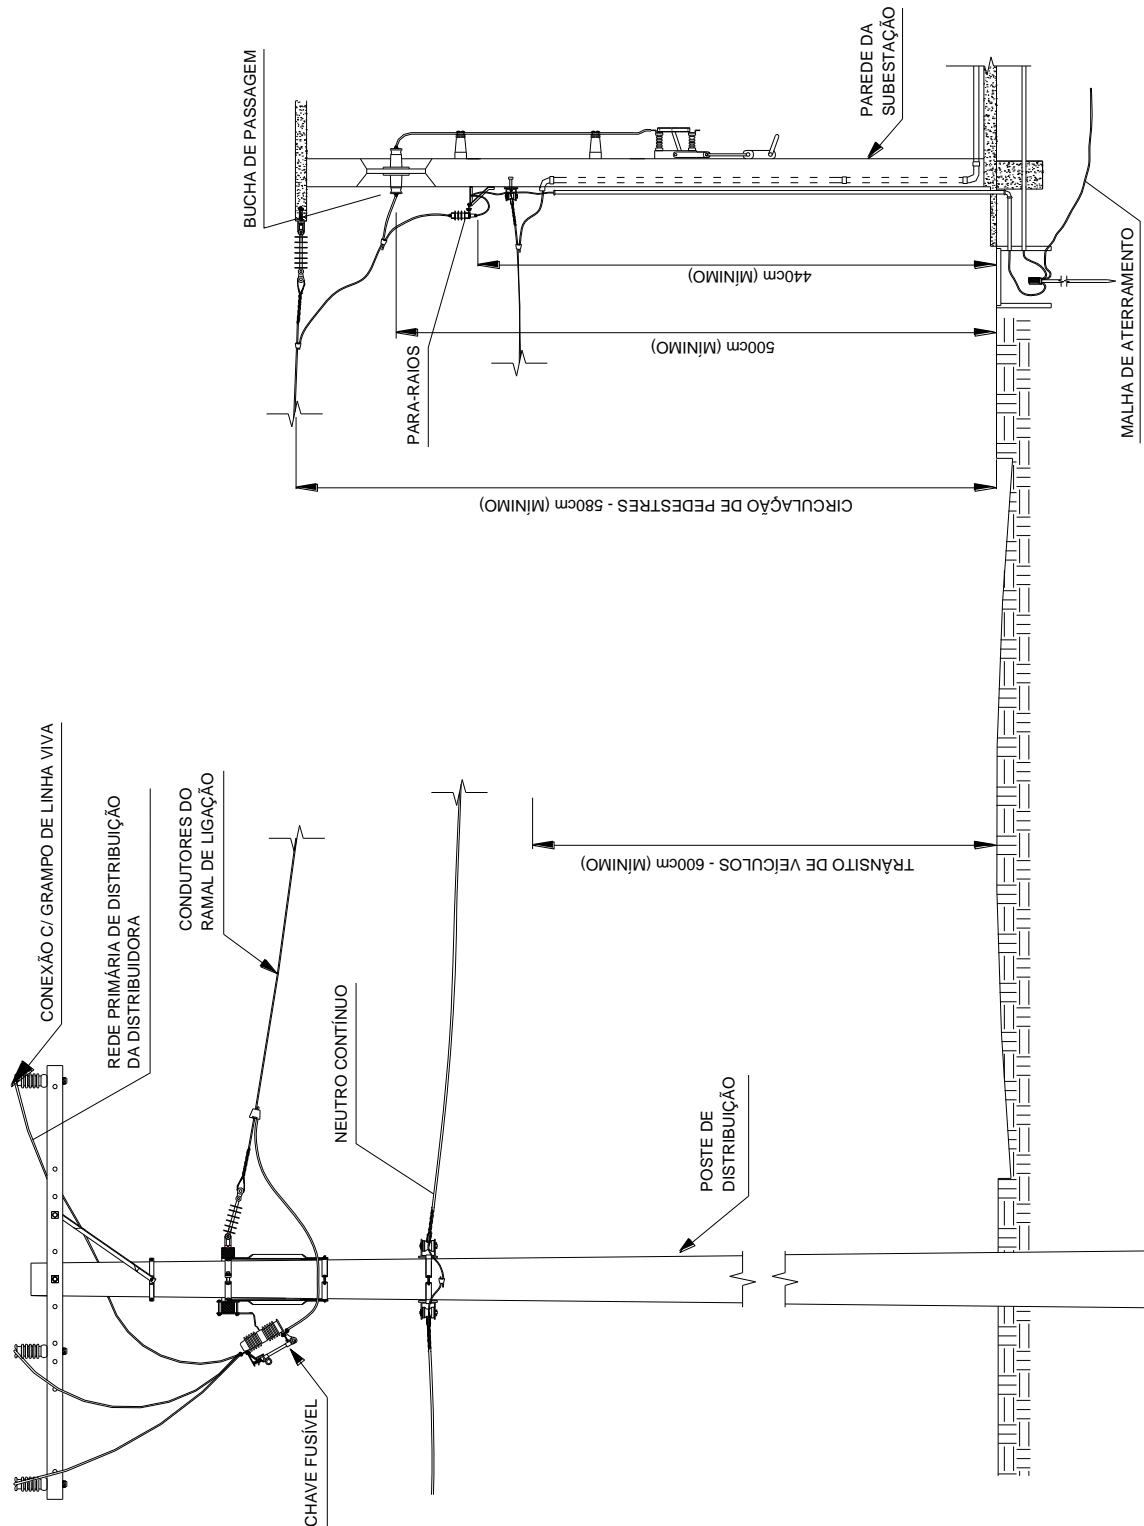 BUCHA DE PASSAGEM
PAREDE DA
SUBESTAÇÃO
440cm (MÍNIMO)
500cm (MÍNIMO)
PARA-RAIOS
MALHA DE ATERRAMENTO
CIRCULAÇÃO DE PEDESTRES - 580cm (MÍNIMO)
CONEXÃO C/ GRAMPO DE LINHA VIVA
REDE PRIMÁRIA DE DISTRIBUIÇÃO
DA DISTRIBUIDORA
CONDUTORES DO
RAMAL DE LIGAÇÃO
TRÂNSITO DE VEÍCULOS - 600cm (MÍNIMO)
NEUTRO CONTÍNUO
POSTE DE
DISTRIBUIÇÃO
CHAVE FUSÍVEL